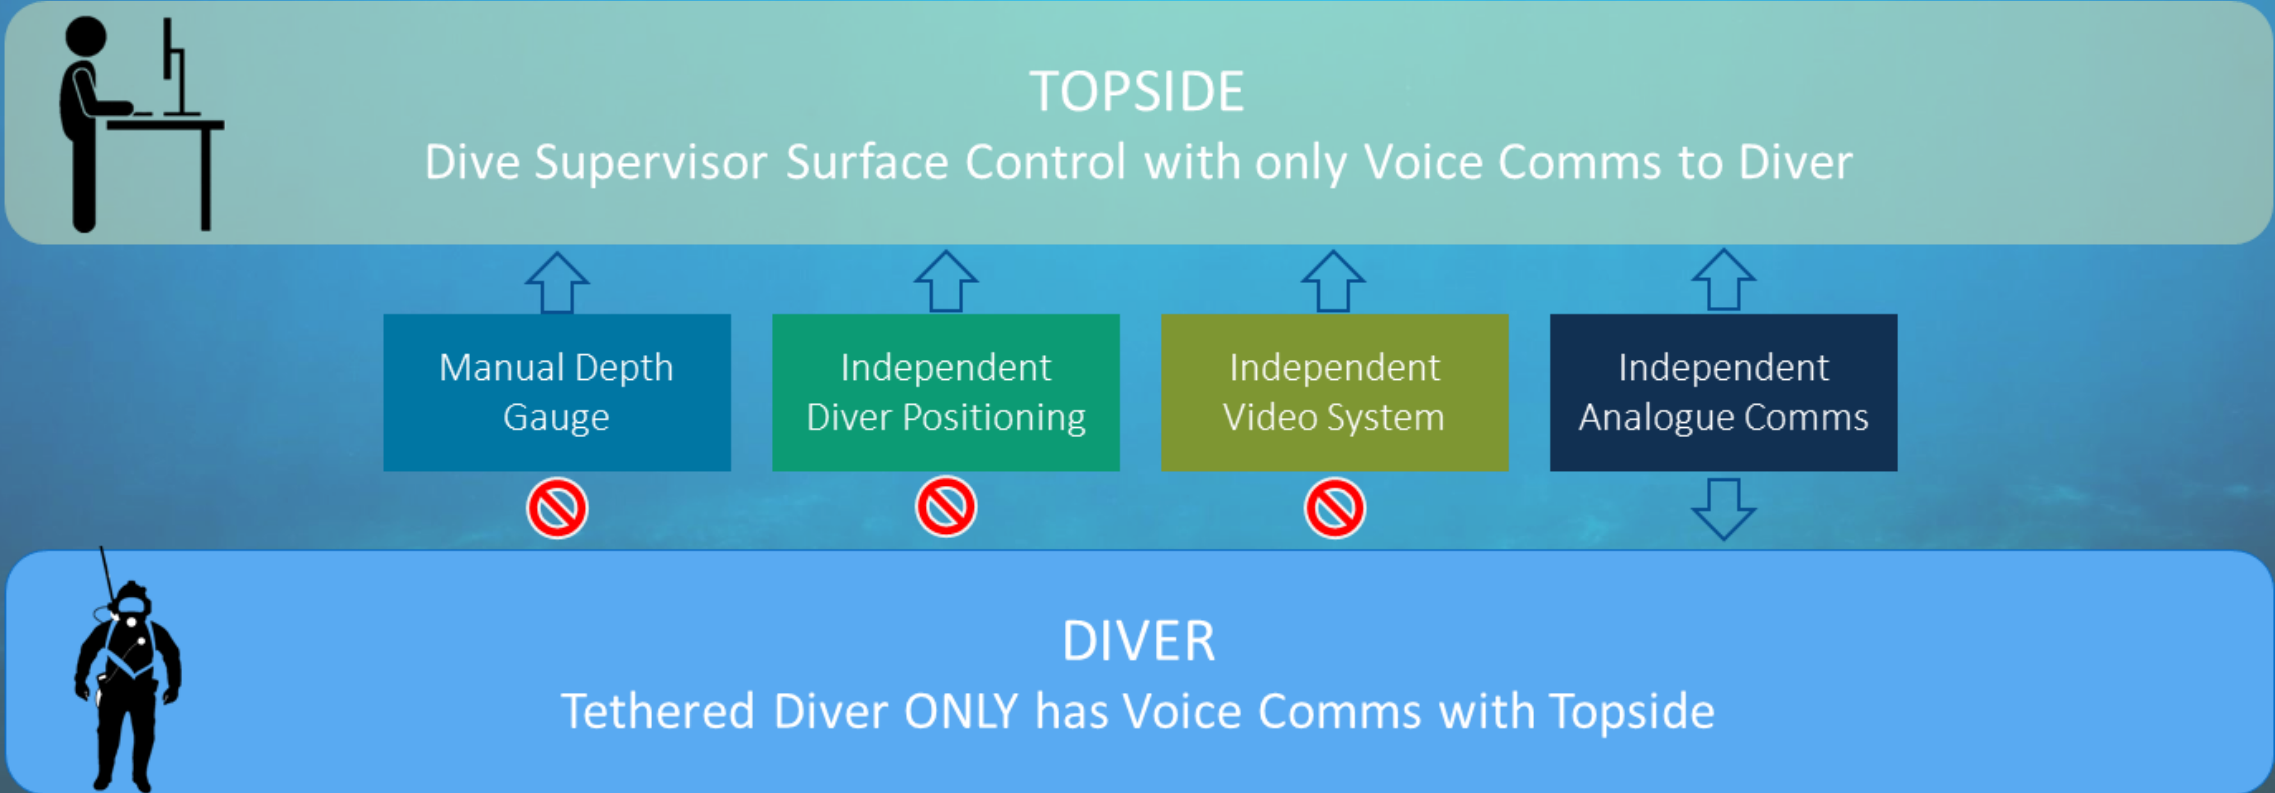 TOPSIDE
Dive Supervisor Surface Control with only Voice Comms to Diver
Manual Depth
Gauge
Independent
Diver Positioning
Independent
Video System
Independent
Analogue Comms
DIVER
Tethered Diver ONLY has Voice Comms with Topside